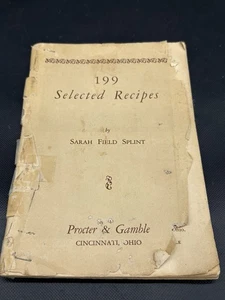 199
Selected Recipes
by
SARAH FIELD SPLINT
Procter & Gamble
CINCINNATI, OHIO